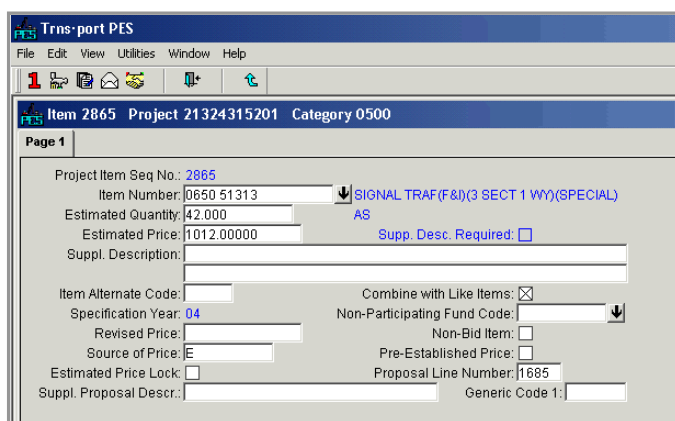 Trns·port PES
File Edit View Utilities Window Help
Item 2865 Project 21324315201 Category 0500
Page 1
Project Item Seq No.: 2865
Item Number: 0650 51313 SIGNAL TRAF(F&I)(3 SECT 1 WY)(SPECIAL)
Estimated Quantity: 42.000 AS
Estimated Price: 1012.00000 Supp. Desc. Required:
Suppl. Description:
Item Alternate Code: Combine with Like Items:
Specification Year: 04 Non-Participating Fund Code:
Revised Price: Non-Bid Item:
Source of Price: E Pre-Established Price:
Estimated Price Lock: Proposal Line Number: 1685
Suppl. Proposal Descr.: Generic Code 1: